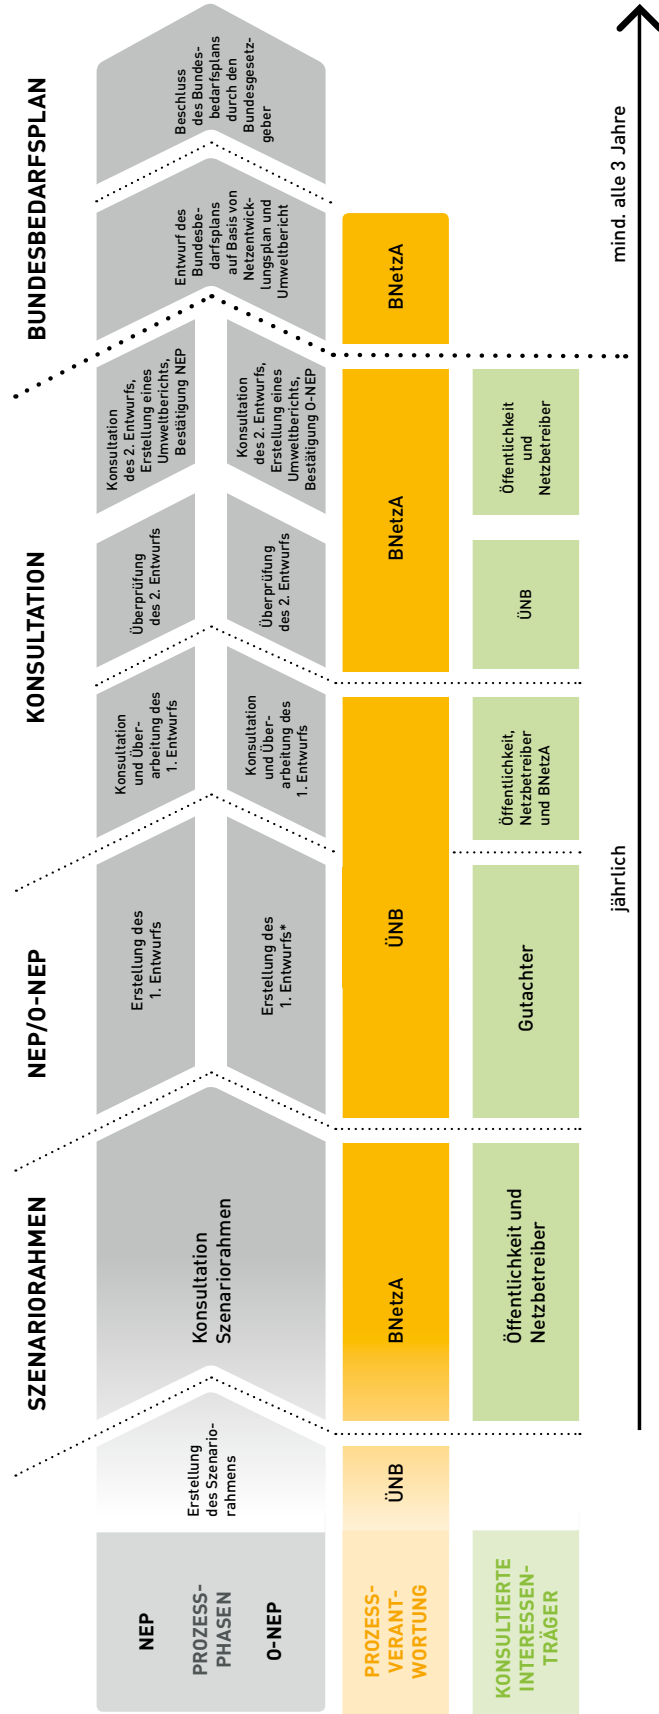 SZENARIORAHMEN
NEP/O-NEP
KONSULTATION
BUNDESBEDARFSPLAN
NEP
PROZESS-
PHASEN
O-NEP
Erstellung
des Szenario-
rahmens
Konsultation
Szenariorahmen
Erstellung des
1. Entwurfs
Erstellung des
1. Entwurfs*
Konsultation
und Über-
arbeitung des
1. Entwurfs
Konsultation
und Über-
arbeitung des
1. Entwurfs
Überprüfung
des 2. Entwurfs
Überprüfung
des 2. Entwurfs
Konsultation
des 2. Entwurfs,
Erstellung eines
Umweltberichts,
Bestätigung NEP
Konsultation
des 2. Entwurfs,
Erstellung eines
Umweltberichts,
Bestätigung O-NEP
Entwurf des
Bundesbe-
darfsplans
auf Basis von
Netzentwick-
lungsplan und
Umweltbericht
Beschluss
des Bundes-
bedarfsplans
durch den
Bundesgesetz-
geber
PROZESS-
VERANT-
WORTUNG
ÜNB
BNetzA
ÜNB
BNetzA
BNetzA
KONSULTIERTE
INTERESSEN-
TRÄGER
Öffentlichkeit und
Netzbetreiber
Gutachter
Öffentlichkeit,
Netzbetreiber
und BNetzA
ÜNB
Öffentlichkeit
und
Netzbetreiber
jährlich
mind. alle 3 Jahre